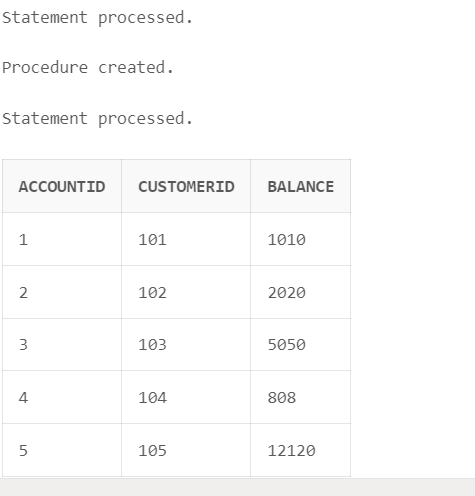 Statement processed.
Procedure created.
Statement processed.
ACCOUNTID CUSTOMERID BALANCE
1 101 1010
2 102 2020
3 103 5050
4 104 808
5 105 12120